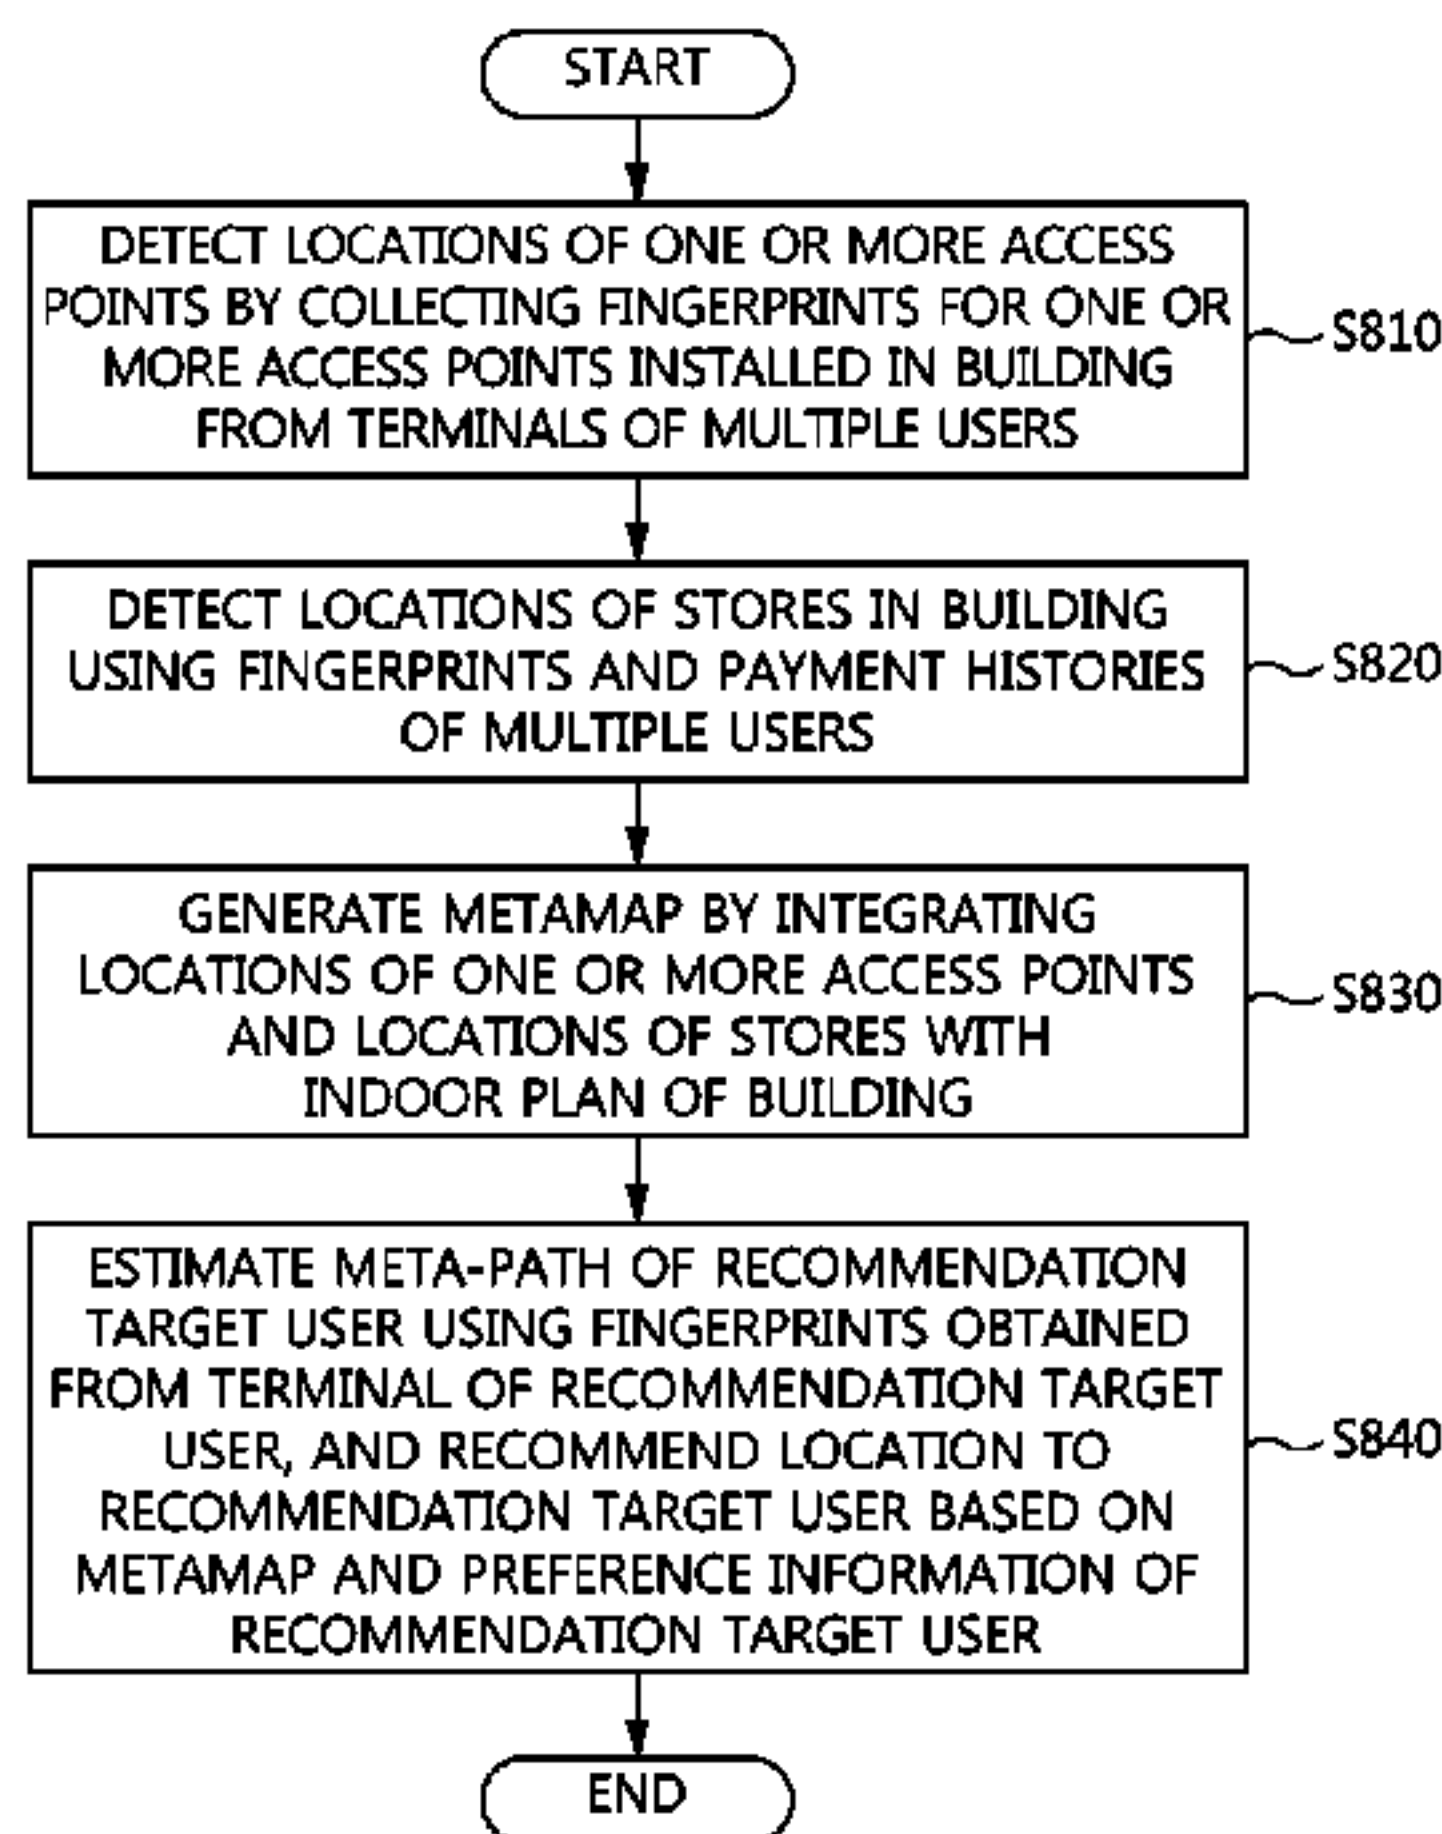 START
DETECT LOCATIONS OF ONE OR MORE ACCESS
POINTS BY COLLECTING FINGERPRINTS FOR ONE OR
MORE ACCESS POINTS INSTALLED IN BUILDING
FROM TERMINALS OF MULTIPLE USERS
S810
DETECT LOCATIONS OF STORES IN BUILDING
USING FINGERPRINTS AND PAYMENT HISTORIES
OF MULTIPLE USERS
S820
GENERATE METAMAP BY INTEGRATING
LOCATIONS OF ONE OR MORE ACCESS POINTS
AND LOCATIONS OF STORES WITH
INDOOR PLAN OF BUILDING
S830
ESTIMATE META-PATH OF RECOMMENDATION
TARGET USER USING FINGERPRINTS OBTAINED
FROM TERMINAL OF RECOMMENDATION TARGET
USER, AND RECOMMEND LOCATION TO
RECOMMENDATION TARGET USER BASED ON
METAMAP AND PREFERENCE INFORMATION OF
RECOMMENDATION TARGET USER
S840
END